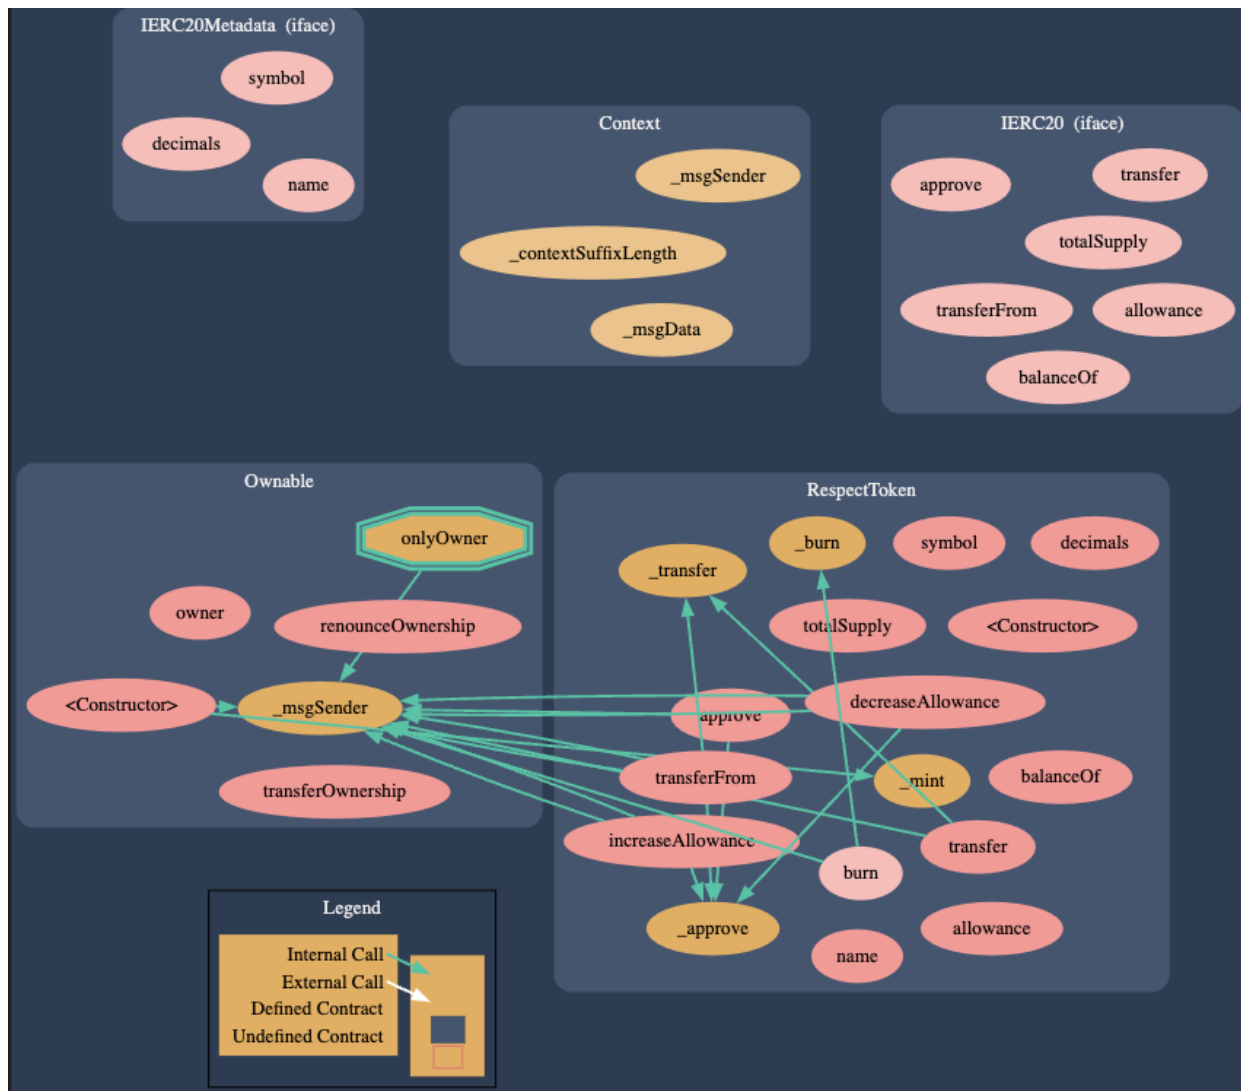 IERC20Metadata (iface)
symbol
decimals
name
Context
_msgSender
_contextSuffixLength
_msgData
IERC20 (iface)
approve
transfer
totalSupply
transferFrom
allowance
balanceOf
Ownable
onlyOwner
owner
renounceOwnership
<Constructor>
_msgSender
transferOwnership
RespectToken
_burn
symbol
decimals
_transfer
totalSupply
<Constructor>
decreaseAllowance
approve
transferFrom
_mint
balanceOf
increaseAllowance
transfer
burn
_approve
allowance
name
Legend
Internal Call
External Call
Defined Contract
Undefined Contract